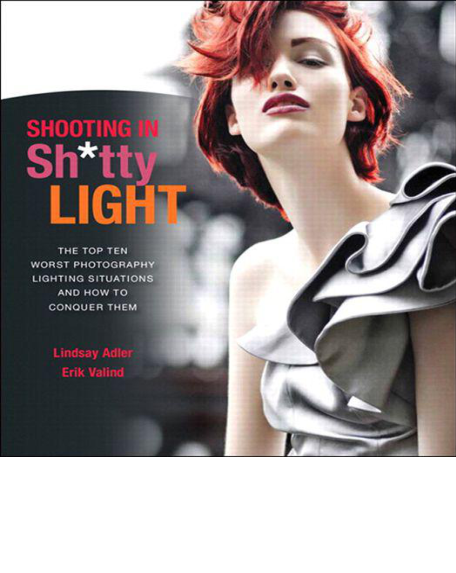 SHOOTING IN
Sh*tty
LIGHT
THE TOP TEN
WORST PHOTOGRAPHY
LIGHTING SITUATIONS
AND HOW TO
CONQUER THEM
Lindsay Adler
Erik Valind